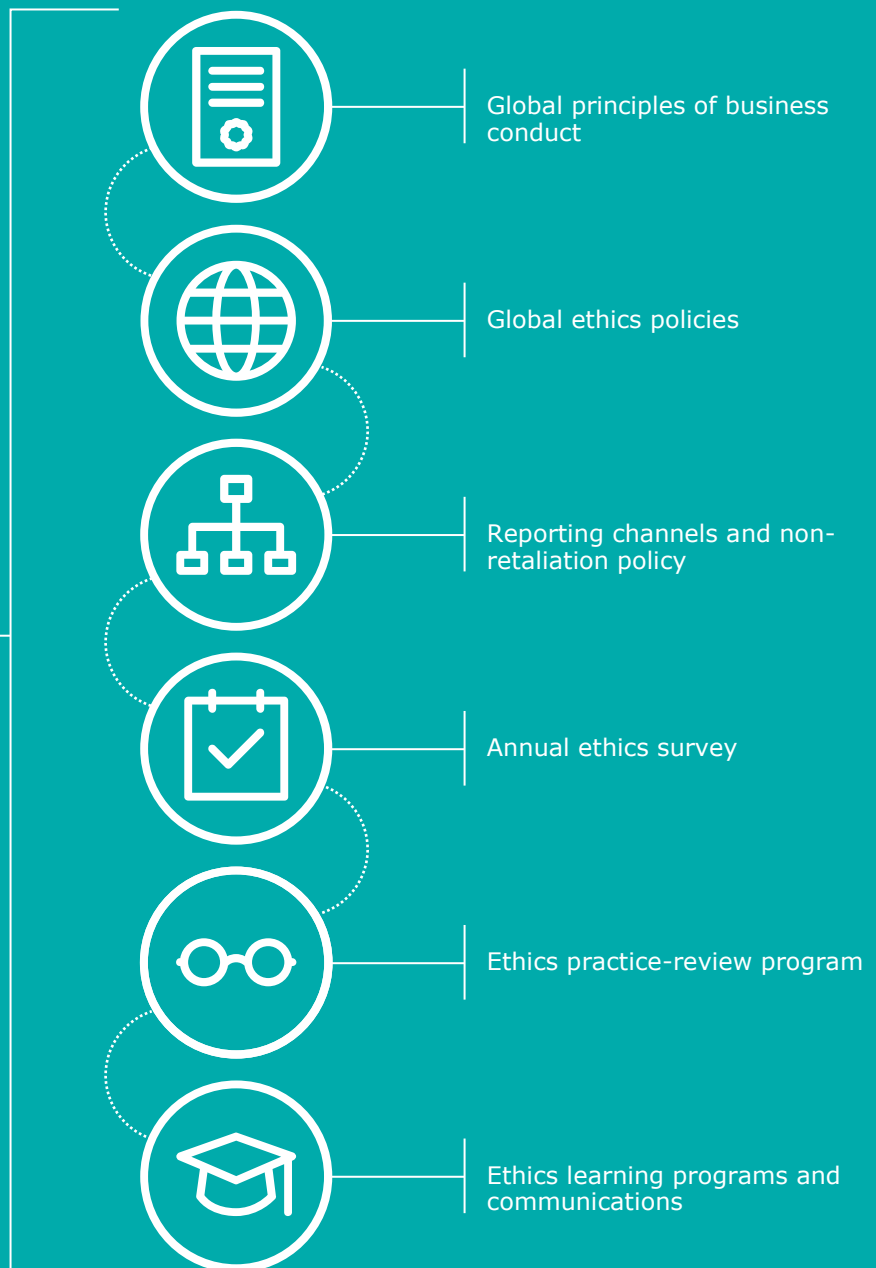 Global principles of business
conduct
Global ethics policies
Reporting channels and non-
retaliation policy
Annual ethics survey
Ethics practice-review program
Ethics learning programs and
communications